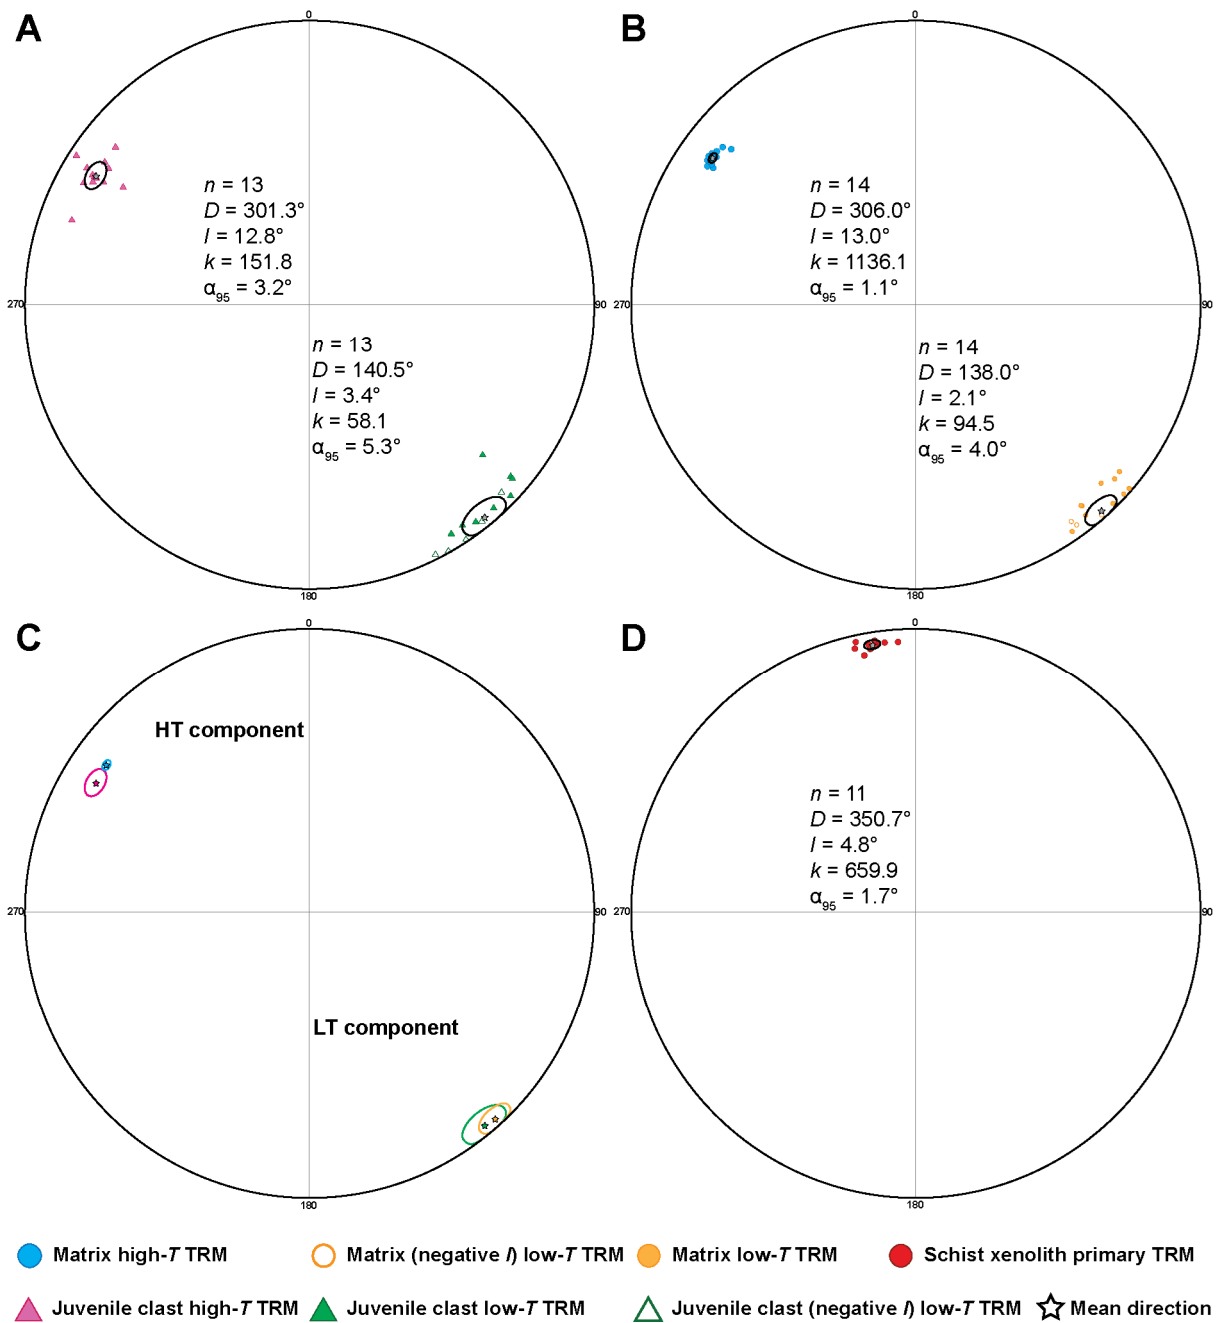 A
0
n = 13
D = 301.3°
I = 12.8°
k = 151.8
α95 = 3.2°
270
90
n = 13
D = 140.5°
I = 3.4°
k = 58.1
α95 = 5.3°
180
B
0
n = 14
D = 306.0°
I = 13.0°
k = 1136.1
α95 = 1.1°
270
90
n = 14
D = 138.0°
I = 2.1°
k = 94.5
α95 = 4.0°
180
C
0
HT component
270
90
LT component
180
D
0
n = 11
D = 350.7°
I = 4.8°
k = 659.9
α95 = 1.7°
270
90
180
Matrix high-T TRM
Matrix (negative I) low-T TRM
Matrix low-T TRM
Schist xenolith primary TRM
Juvenile clast high-T TRM
Juvenile clast low-T TRM
Juvenile clast (negative I) low-T TRM
Mean direction